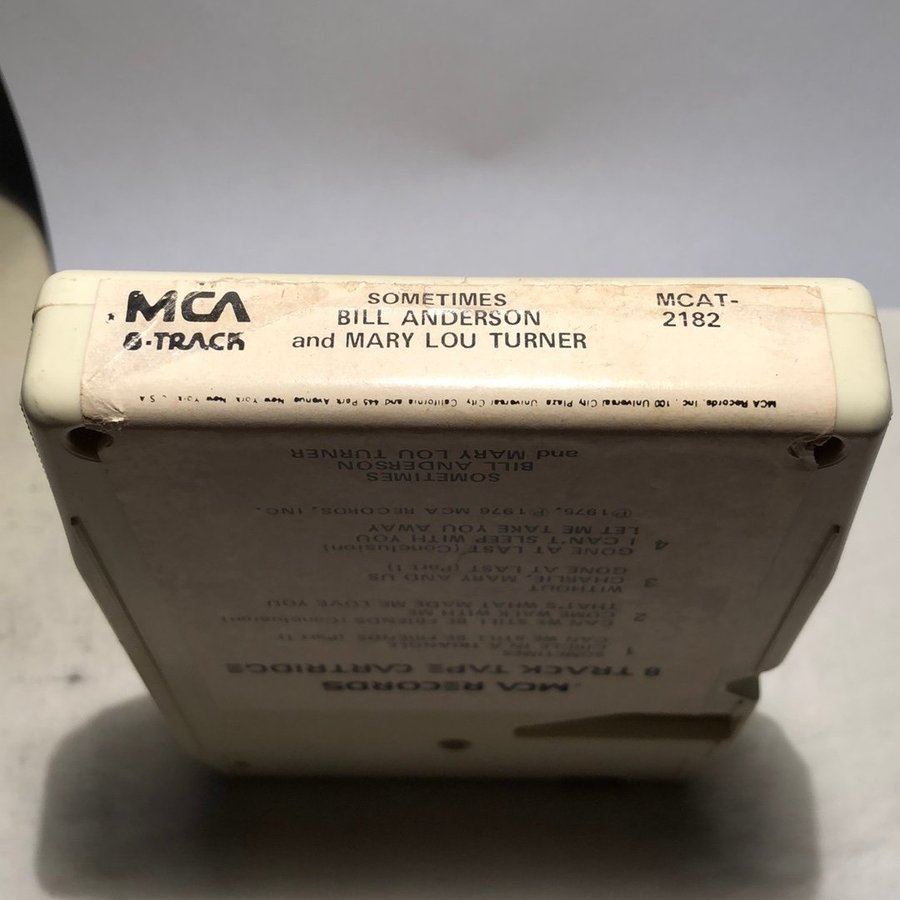 MCA
8-TRACK
SOMETIMES
BILL ANDERSON
and MARY LOU TURNER
MCAT-
2182
MCA Records, Inc., 100 Universal City Plaza Universal City California and 445 Park Avenue New York New York U.S.A.
MCA RECORDS
8 TRACK TAPE CARTRIDGE
1 SOMETIMES
CIRCLE IN A TRIANGLE
CAN WE STILL BE FRIENDS (Part I)
2 CAN WE STILL BE FRIENDS (Conclusion)
COME WALK WITH ME
THAT'S WHAT MADE ME LOVE YOU
3 WITHOUT
CHARLIE, MARY AND US
GONE AT LAST (Part I)
4 GONE AT LAST (Conclusion)
I CAN'T SLEEP WITH YOU
LET ME TAKE YOU AWAY
℗1975, ℗1976 MCA RECORDS, INC.
SOMETIMES
BILL ANDERSON
and MARY LOU TURNER